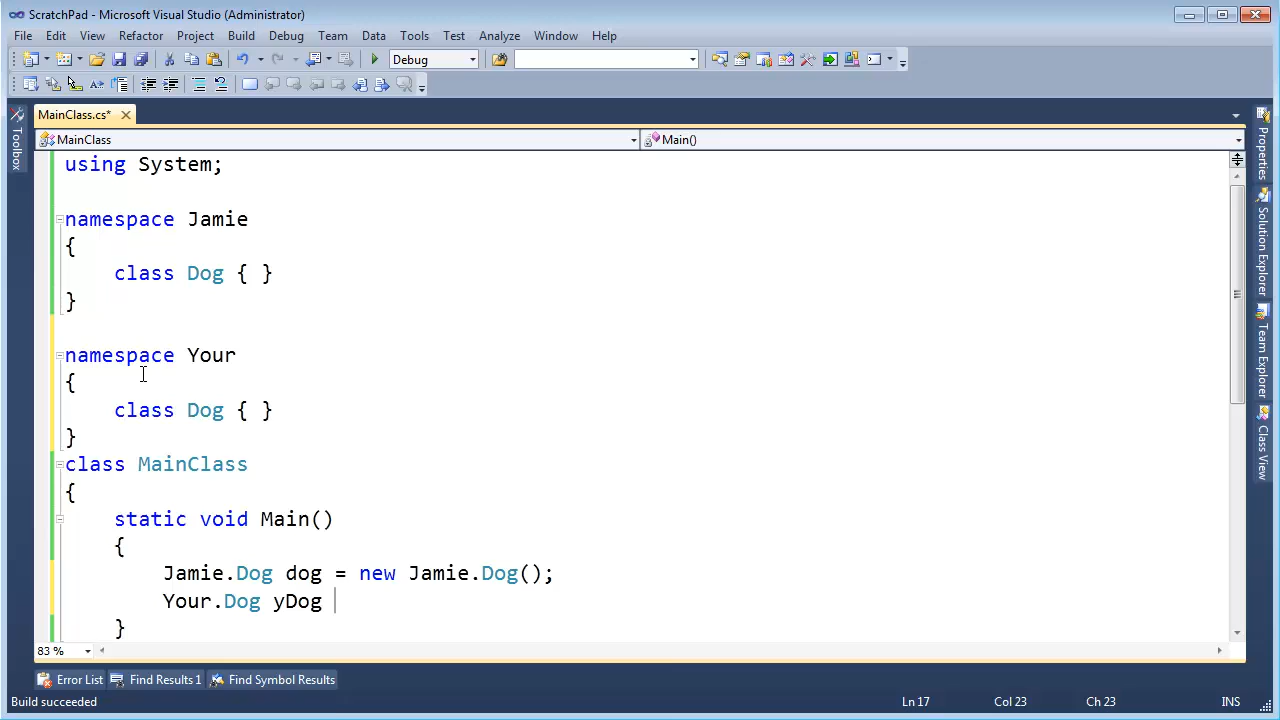 ScratchPad - Microsoft Visual Studio (Administrator)
File Edit View Refactor Project Build Debug Team Data Tools Test Analyze Window Help
Debug
MainClass.cs*
MainClass Main()
Toolbox
using System;
namespace Jamie
{
class Dog { }
}
namespace Your
{
class Dog { }
}
class MainClass
{
static void Main()
{
Jamie.Dog dog = new Jamie.Dog();
Your.Dog yDog
}
Properties
Solution Explorer
Team Explorer
Class View
83 %
Error List Find Results 1 Find Symbol Results
Build succeeded Ln 17 Col 23 Ch 23 INS